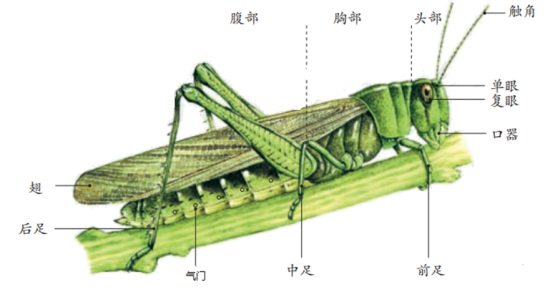 腹部
胸部
头部
触角
单眼
复眼
口器
翅
后足
气门
中足
前足